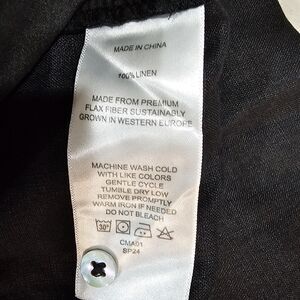 MADE IN CHINA
100% LINEN
MADE FROM PREMIUM
FLAX FIBER SUSTAINABLY
GROWN IN WESTERN EUROPE
MACHINE WASH COLD
WITH LIKE COLORS
GENTLE CYCLE
TUMBLE DRY LOW
REMOVE PROMPTLY
WARM IRON IF NEEDED
DO NOT BLEACH
30°
CMA01
SP24